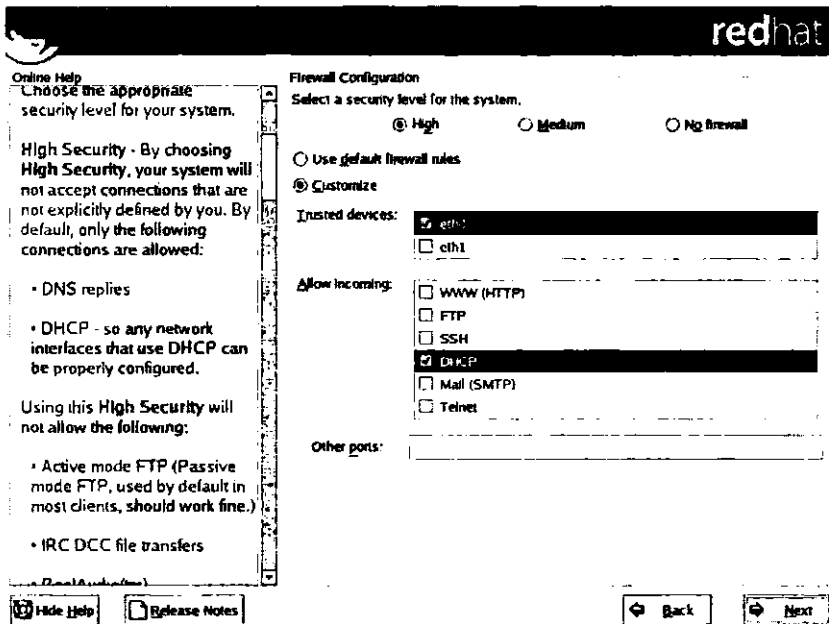 redhat
Online Help
Choose the appropriate
security level for your system.
High Security - By choosing
High Security, your system will
not accept connections that are
not explicitly defined by you. By
default, only the following
connections are allowed:
• DNS replies
• DHCP - so any network
interfaces that use DHCP can
be properly configured.
Using this High Security will
not allow the following:
• Active mode FTP (Passive
mode FTP, used by default in
most clients, should work fine.)
• IRC DCC file transfers
Firewall Configuration
Select a security level for the system.
High
Medium
No firewall
Use default firewall rules
Customize
Trusted devices:
eth1
Allow incoming:
WWW (HTTP)
FTP
SSH
DHCP
Mail (SMTP)
Telnet
Other ports:
Hide Help
Release Notes
Back
Next